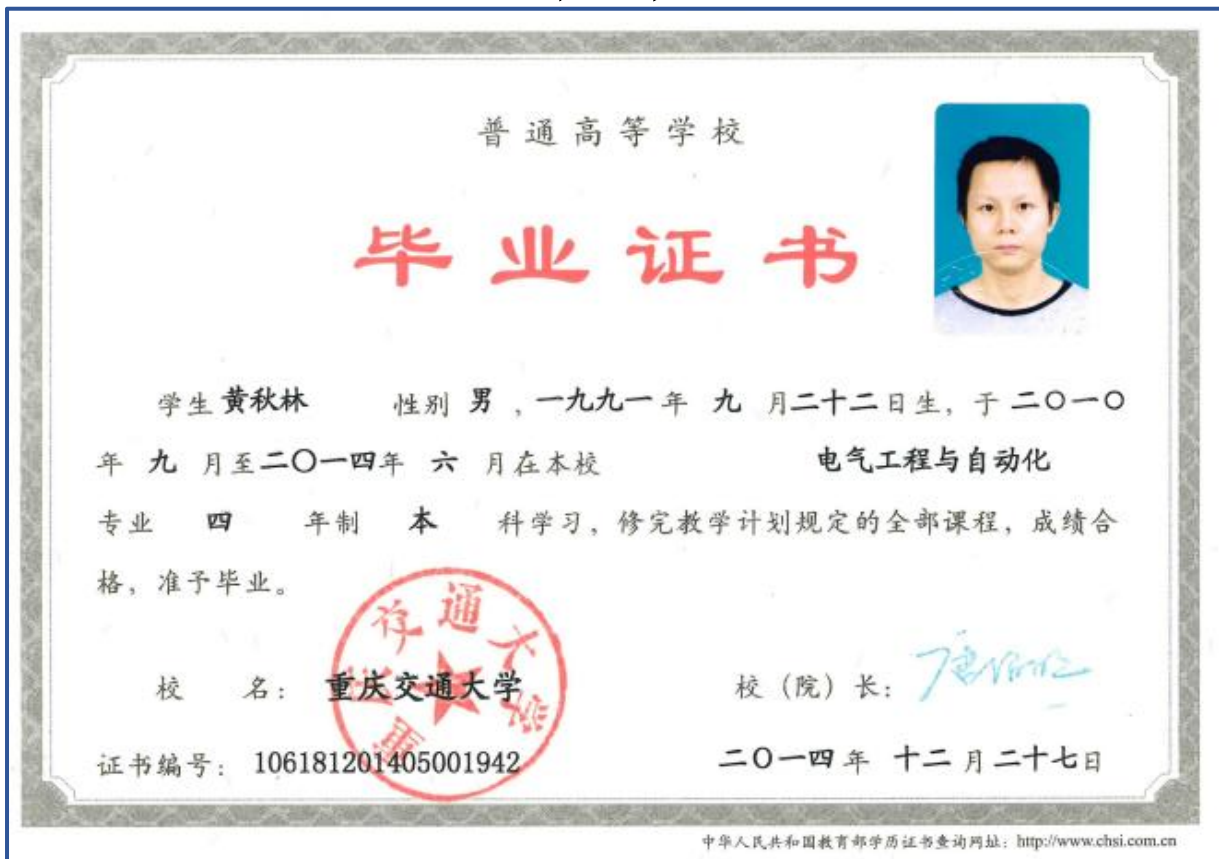 普通高等学校
毕业证书
学生 黄秋林 性别 男 ，一九九一 年 九 月二十二日生，于 二〇一〇
年 九 月至二〇一四年 六 月在本校 电气工程与自动化
专业 四 年制 本 科学习，修完教学计划规定的全部课程，成绩合
格，准予毕业。
重庆交通大学
校 名： 重庆交通大学 校（院）长：
证书编号： 106181201405001942 二〇一四 年 十二 月 二十七日
中华人民共和国教育部学历证书查询网址：http://www.chsi.com.cn